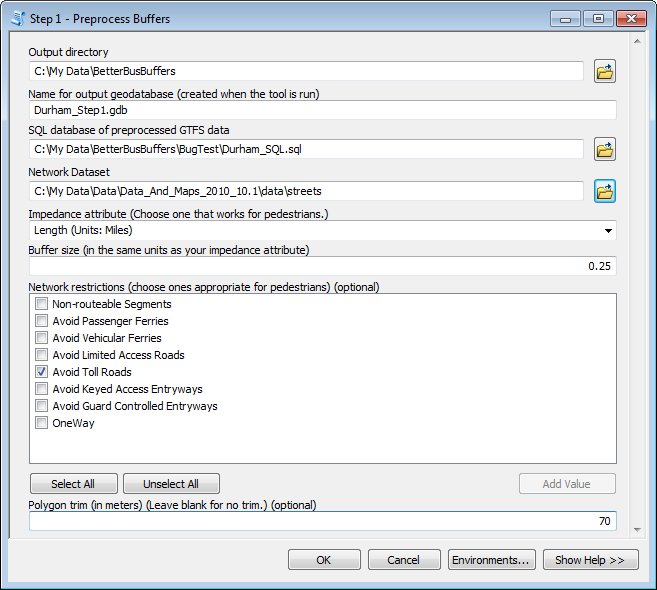 Step 1 - Preprocess Buffers
Output directory
C:\My Data\BetterBusBuffers
Name for output geodatabase (created when the tool is run)
Durham_Step1.gdb
SQL database of preprocessed GTFS data
C:\My Data\BetterBusBuffers\BugTest\Durham_SQL.sql
Network Dataset
C:\My Data\Data\Data_And_Maps_2010_10.1\data\streets
Impedance attribute (Choose one that works for pedestrians.)
Length (Units: Miles)
Buffer size (in the same units as your impedance attribute)
0.25
Network restrictions (choose ones appropriate for pedestrians) (optional)
Non-routeable Segments
Avoid Passenger Ferries
Avoid Vehicular Ferries
Avoid Limited Access Roads
Avoid Toll Roads
Avoid Keyed Access Entryways
Avoid Guard Controlled Entryways
OneWay
Select All Unselect All Add Value
Polygon trim (in meters) (Leave blank for no trim.) (optional)
70
OK Cancel Environments... Show Help >>